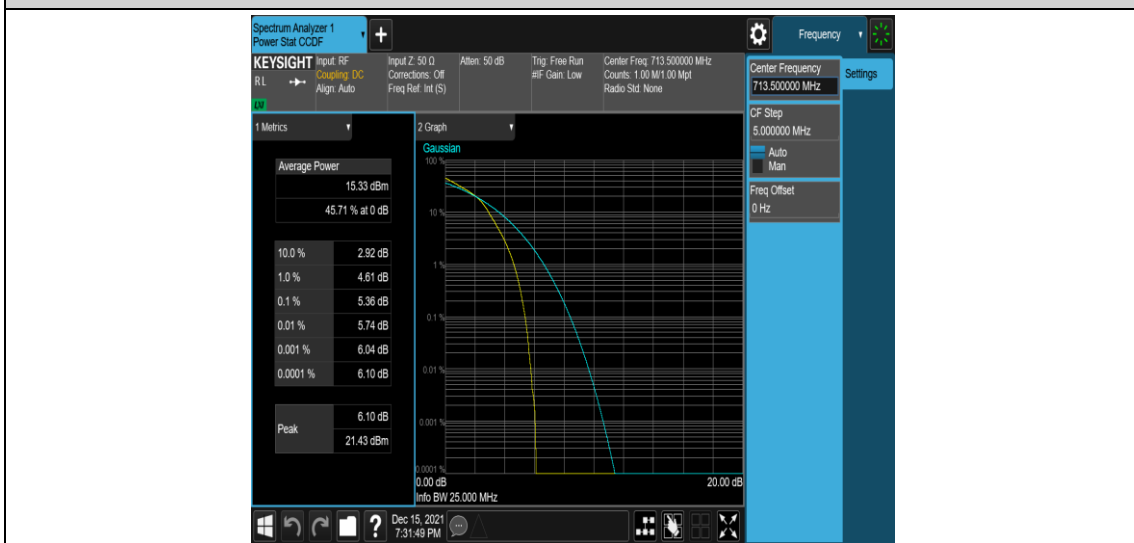 Spectrum Analyzer 1
Power Stat CCDF
+
Frequency
KEYSIGHT
RL
LXI
Input: RF
Coupling: DC
Align: Auto
Input Z: 50 Ω
Corrections: Off
Freq Ref: Int (S)
Atten: 50 dB
Trig: Free Run
#IF Gain: Low
Center Freq: 713.500000 MHz
Counts: 1.00 M/1.00 Mpt
Radio Std: None
Center Frequency
713.500000 MHz
Settings
CF Step
5.000000 MHz
Auto
Man
Freq Offset
0 Hz
1 Metrics
Average Power
15.33 dBm
45.71 % at 0 dB
10.0 % 2.92 dB
1.0 % 4.61 dB
0.1 % 5.36 dB
0.01 % 5.74 dB
0.001 % 6.04 dB
0.0001 % 6.10 dB
Peak
6.10 dB
21.43 dBm
2 Graph
Gaussian
100 %
10 %
1 %
0.1 %
0.01 %
0.001 %
0.0001 %
0.00 dB 20.00 dB
Info BW 25.000 MHz
?
Dec 15, 2021
7:31:49 PM